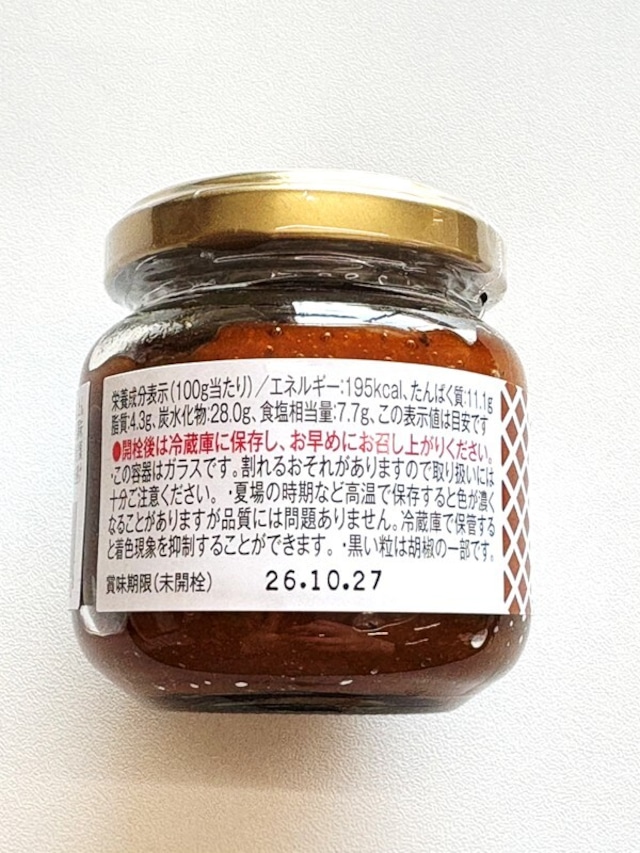 栄養成分表示(100g当たり)/エネルギー:195kcal、たんぱく質:11.1g
脂質:4.3g、炭水化物:28.0g、食塩相当量:7.7g、この表示値は目安です
●開栓後は冷蔵庫に保存し、お早めにお召し上がりください。
・この容器はガラスです。割れるおそれがありますので取り扱いには
十分ご注意ください。・夏場の時期など高温で保存すると色が濃く
なることがありますが品質には問題ありません。冷蔵庫で保管する
と着色現象を抑制することができます。・黒い粒は胡椒の一部です。
賞味期限(未開栓) 26.10.27